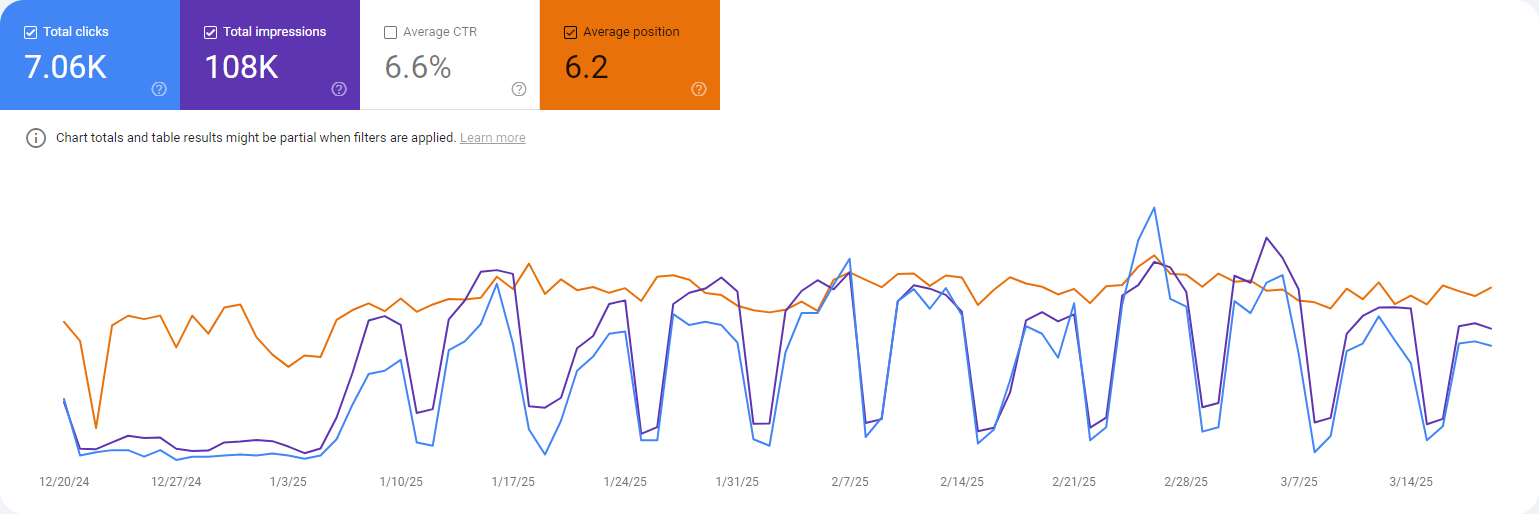 Total clicks
7.06K
Total impressions
108K
Average CTR
6.6%
Average position
6.2
Chart totals and table results might be partial when filters are applied. Learn more
12/20/24 12/27/24 1/3/25 1/10/25 1/17/25 1/24/25 1/31/25 2/7/25 2/14/25 2/21/25 2/28/25 3/7/25 3/14/25